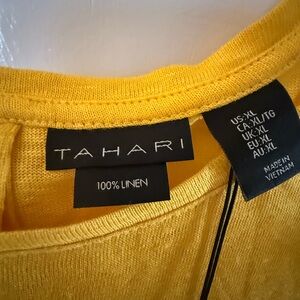 TAHARI
100% LINEN
US-XL
CA-XL/TG
UK-XL
EU-XL
AU-XL
MADE IN
VIETNAM